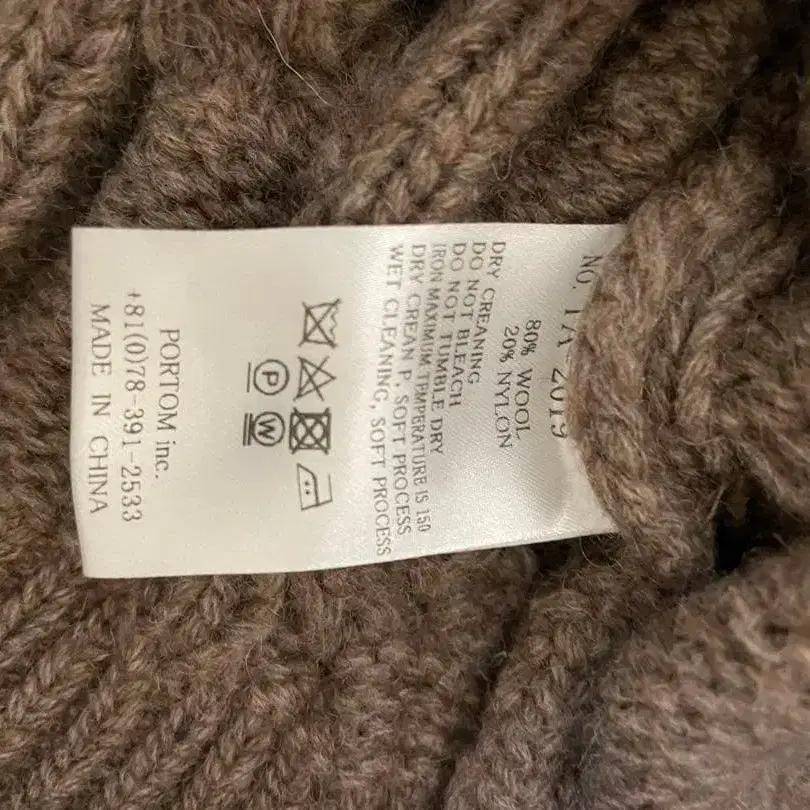 NO. TA 2019
80% WOOL
20% NYLON
DRY CREANING
DO NOT BLEACH
DO NOT TUMBLE DRY
IRON MAXIMUM TEMPERATURE IS 150
DRY CREAN P. SOFT PROCESS
WET CLEANING, SOFT PROCESS
P
W
PORTOM inc.
+81(0)78-391-2533
MADE IN CHINA